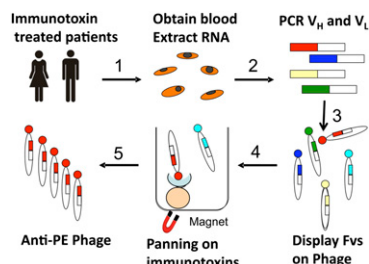 Immunotoxin
treated patients
1
Obtain blood
Extract RNA
2
PCR VH and VL
3
Display Fvs
on Phage
4
Magnet
Panning on
immunotoxins
5
Anti-PE Phage